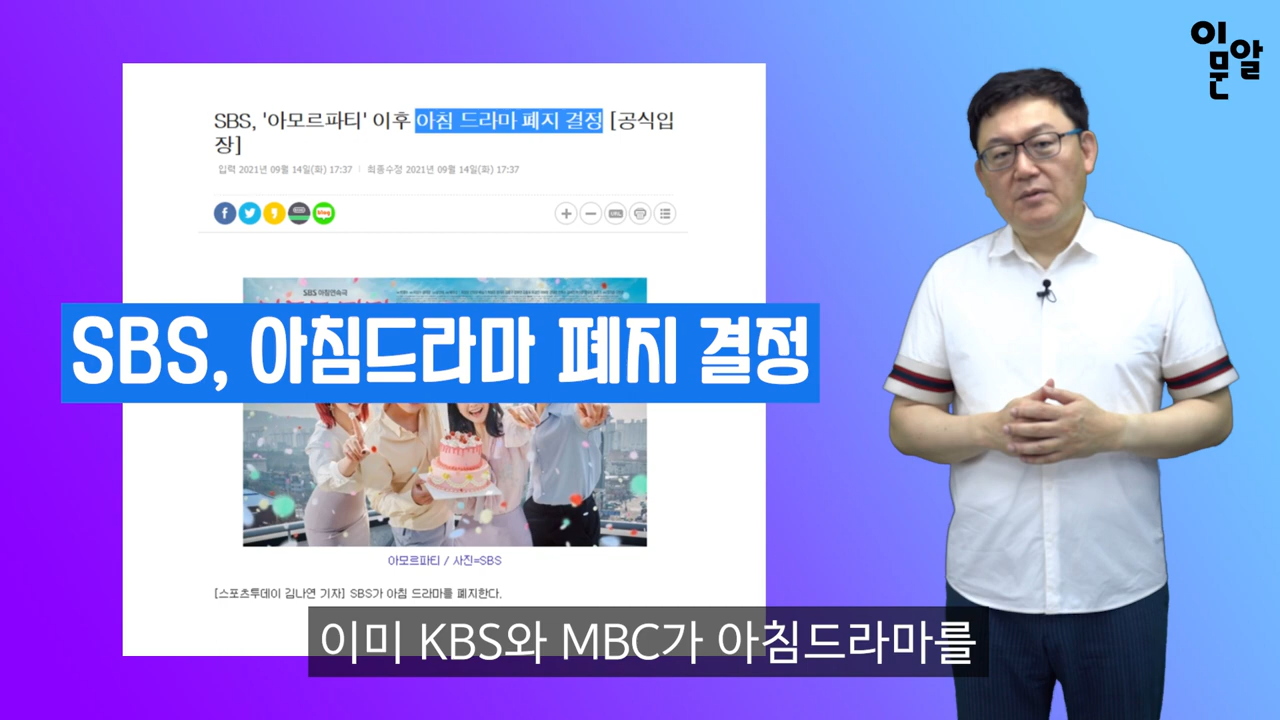 이
문
알
SBS, '아모르파티' 이후 아침 드라마 폐지 결정 [공식입
장]
입력 2021년 09월 14일(화) 17:37 | 최종수정 2021년 09월 14일(화) 17:37
blog
URL
SBS 아침연속극
SBS, 아침드라마 폐지 결정
아모르파티 / 사진=SBS
[스포츠투데이 김나연 기자] SBS가 아침 드라마를 폐지한다.
이미 KBS와 MBC가 아침드라마를